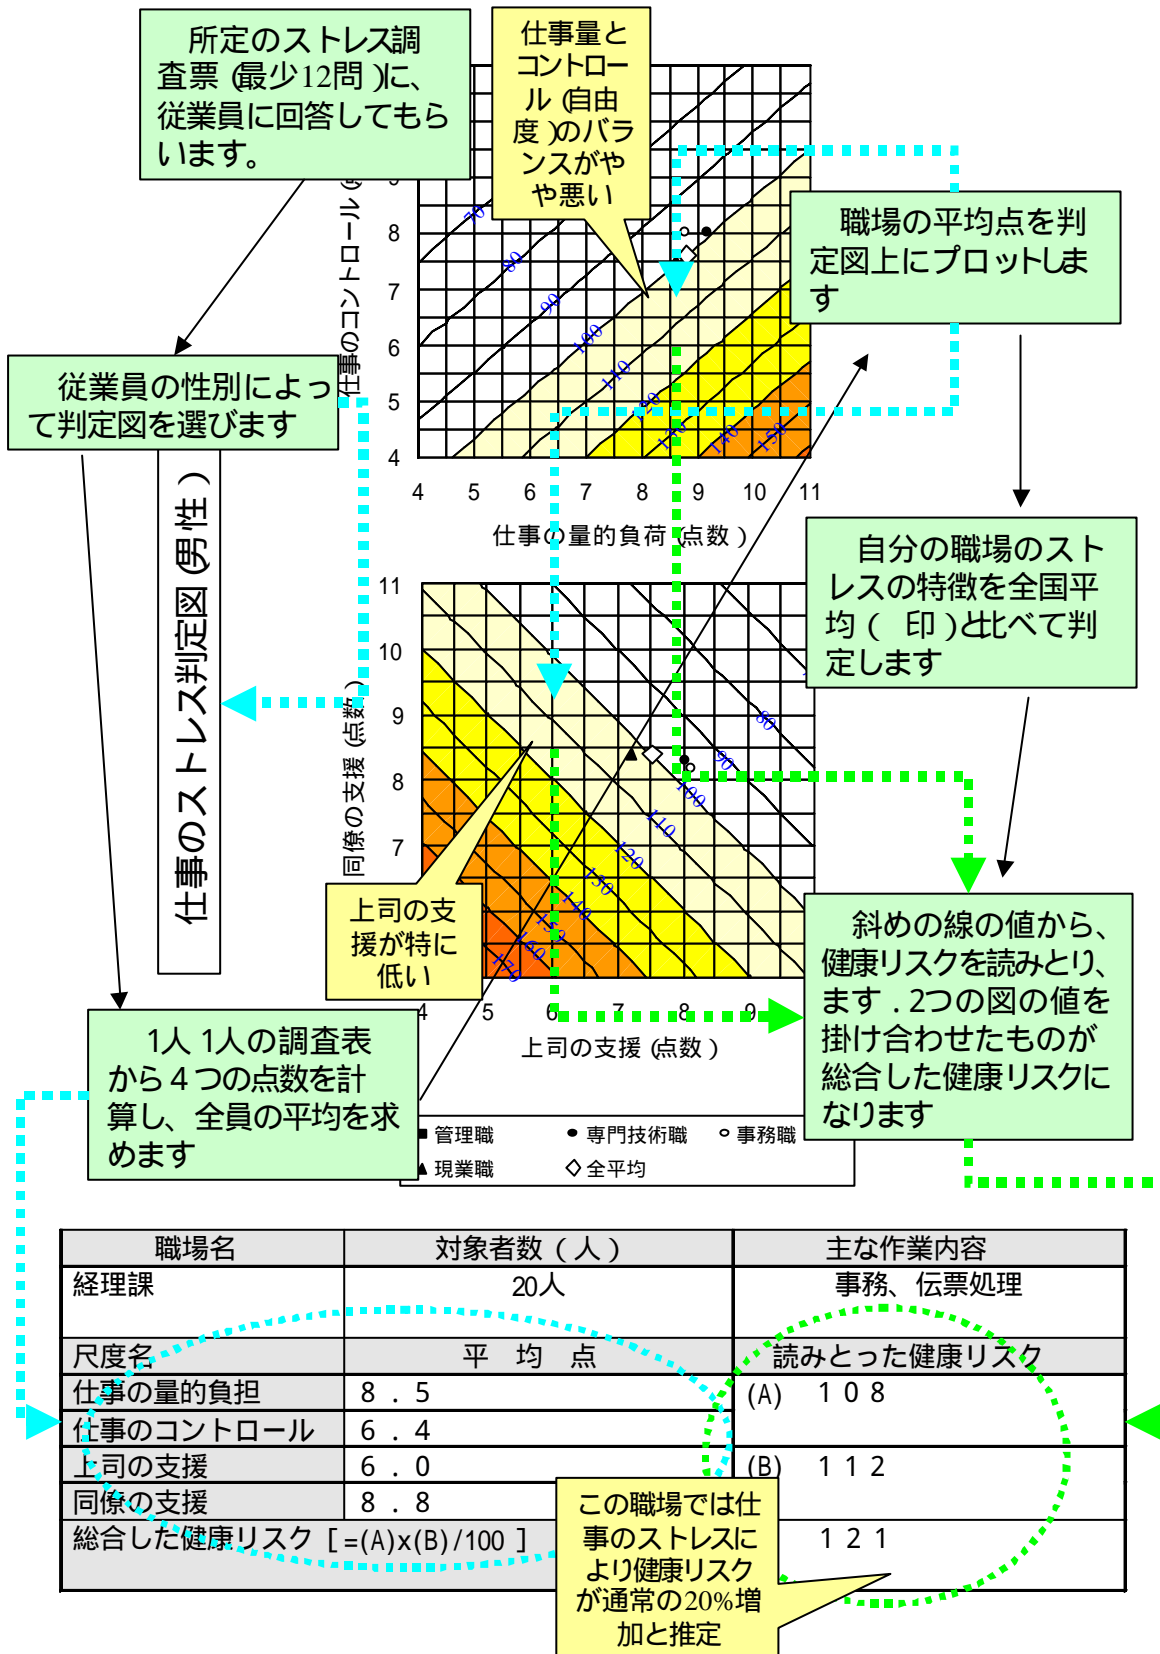 所定のストレス調
査票(最少12問)に、
従業員に回答してもら
います。
仕事量と
コントロー
ル(自由
度)のバラ
ンスがや
や悪い
職場の平均点を判
定図上にプロットしま
す
従業員の性別によっ
て判定図を選びます
仕事のストレス判定図(男性)
仕事のコントロール(
8
7
6
5
4
70
80
90
100
110
120
130
140
150
4 5 6 7 8 9 10 11
仕事の量的負荷(点数)
自分の職場のスト
レスの特徴を全国平
均( 印)と比べて判
定します
同僚の支援(点数)
11
10
9
8
7
80
90
100
110
120
130
140
150
160
170
上司の支
援が特に
低い
4 5 6 7 8 9
上司の支援(点数)
斜めの線の値から、
健康リスクを読みとり、
ます.2つの図の値を
掛け合わせたものが
総合した健康リスクに
なります
1人1人の調査表
から4つの点数を計
算し、全員の平均を求
めます
■ 管理職 ● 専門技術職 ○ 事務職
▲ 現業職 ◇ 全平均
職場名 対象者数(人) 主な作業内容
経理課 20人 事務、伝票処理
尺度名 平 均 点 読みとった健康リスク
仕事の量的負担 8.5 (A) 108
仕事のコントロール 6.4
上司の支援 6.0 (B) 112
同僚の支援 8.8
総合した健康リスク[=(A)x(B)/100] 121
この職場では仕
事のストレスに
より健康リスク
が通常の20%増
加と推定